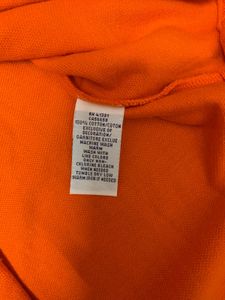 RN 41381
CA05559
100% COTTON/COTON
EXCLUSIVE OF
DECORATION/
GARNITURE EXCLUE
MACHINE WASH
WARM
WASH WITH
LIKE COLORS
ONLY NON-
CHLORINE BLEACH
WHEN NEEDED
TUMBLE DRY LOW
WARM IRON IF NEEDED